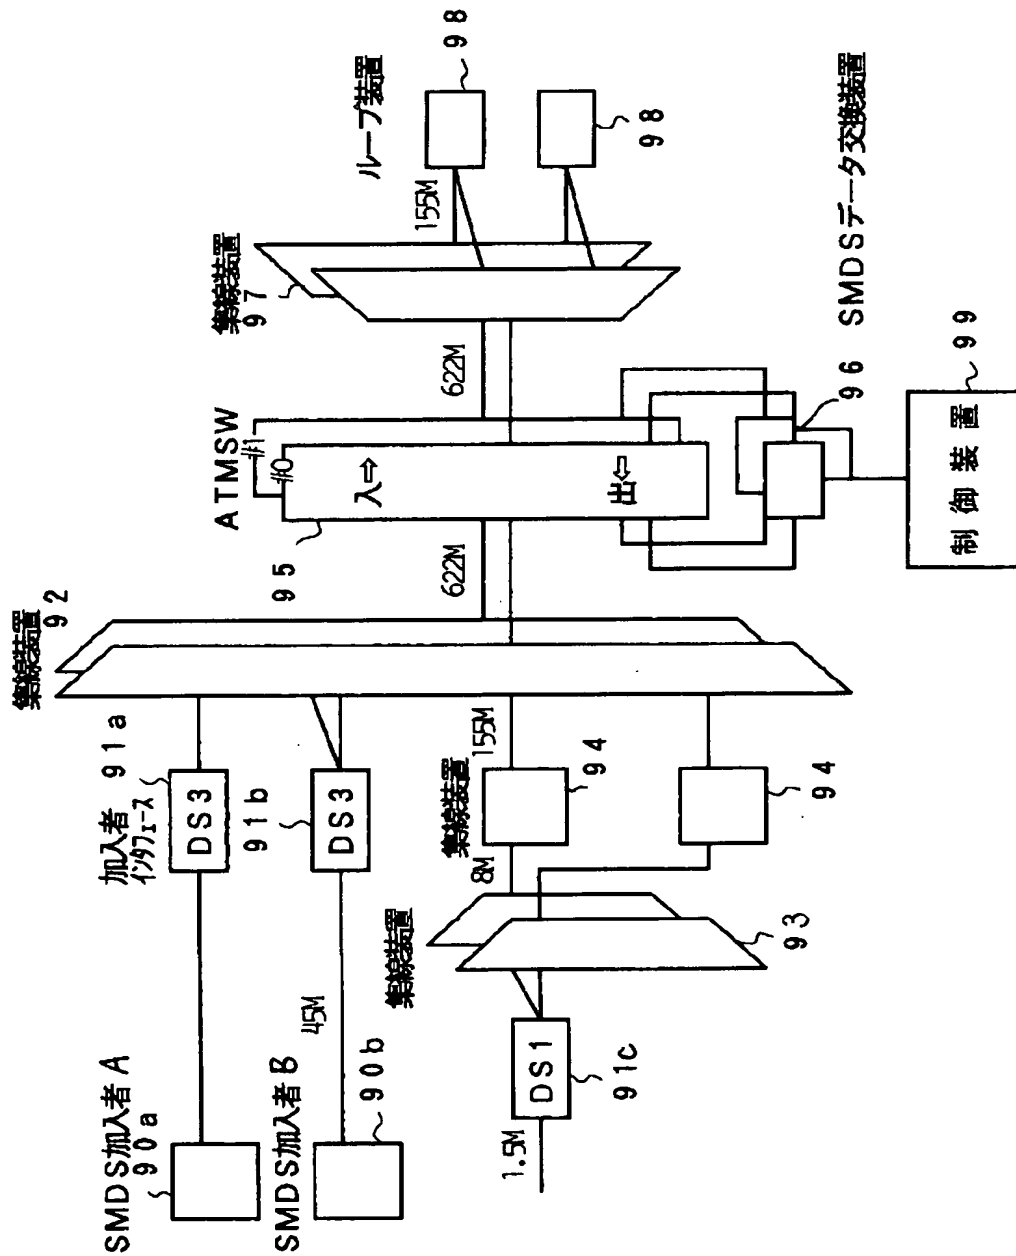 SMDS加入者A
90a
SMDS加入者B
90b
45M
1.5M
DS1
91c
加入者
インタフェース
91a
DS3
91b
DS3
集線装置
93
8M
集線装置
94
155M
94
集線装置
92
622M
95
ATMSW
#0
#1
入⇨
出⇦
622M
集線装置
97
155M
ループ装置
98
98
96 SMDSデータ交換装置
制御装置
99